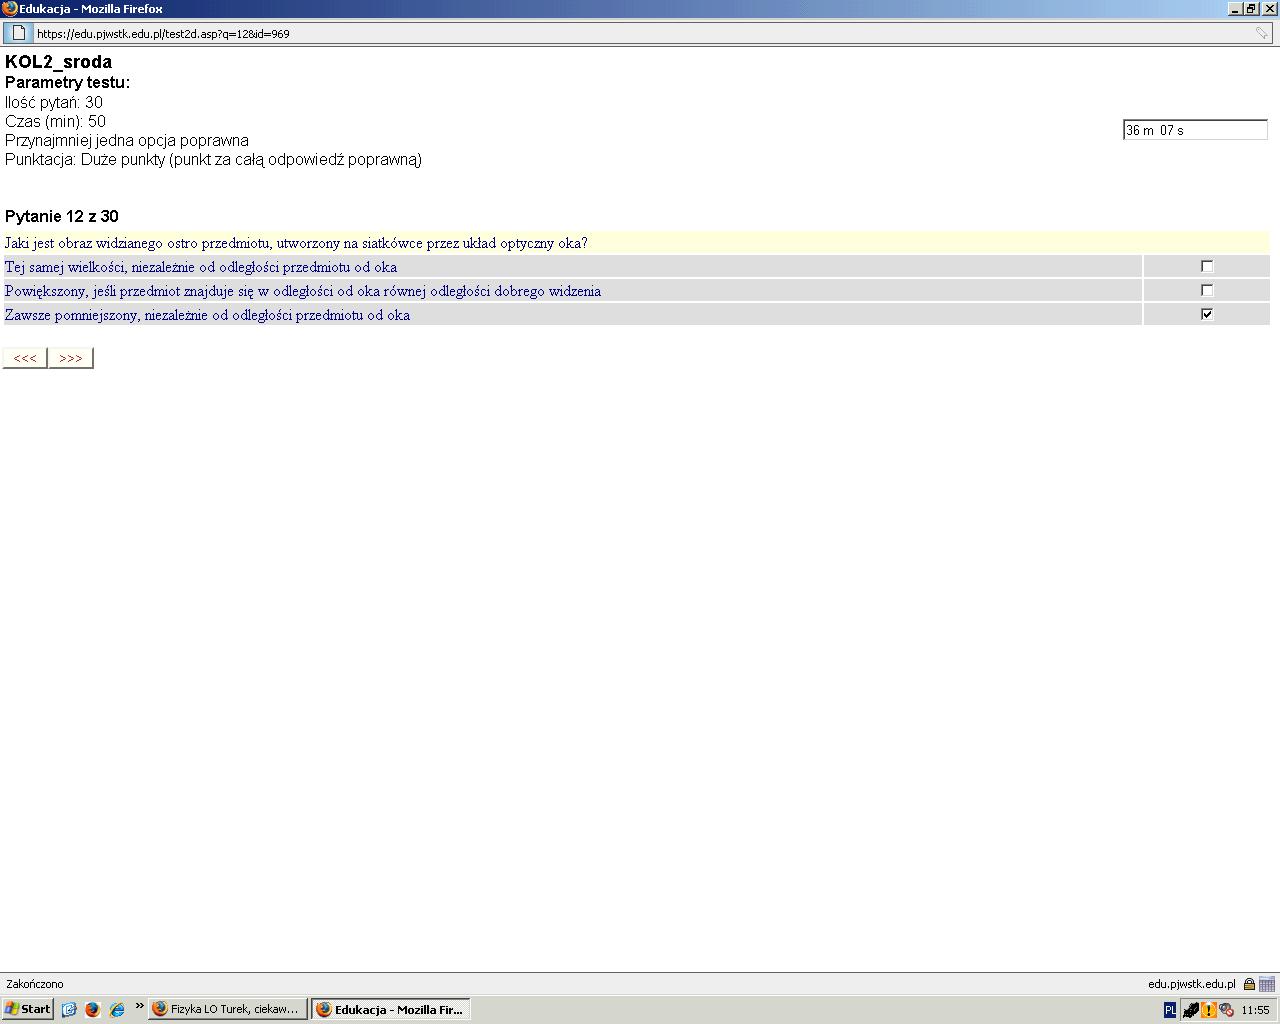 Edukacja - Mozilla Firefox
https://edu.pjwstk.edu.pl/test2d.asp?q=12&id=969
KOL2_sroda
Parametry testu:
Ilość pytań: 30
Czas (min): 50
36 m 07 s
Przynajmniej jedna opcja poprawna
Punktacja: Duże punkty (punkt za całą odpowiedź poprawną)
Pytanie 12 z 30
Jaki jest obraz widzianego ostro przedmiotu, utworzony na siatkówce przez układ optyczny oka?
Tej samej wielkości, niezależnie od odległości przedmiotu od oka
Powiększony, jeśli przedmiot znajduje się w odległości od oka równej odległości dobrego widzenia
Zawsze pomniejszony, niezależnie od odległości przedmiotu od oka
<<< >>>
Zakończono edu.pjwstk.edu.pl
Start » Fizyka LO Turek, ciekaw... Edukacja - Mozilla Fir... PL 11:55